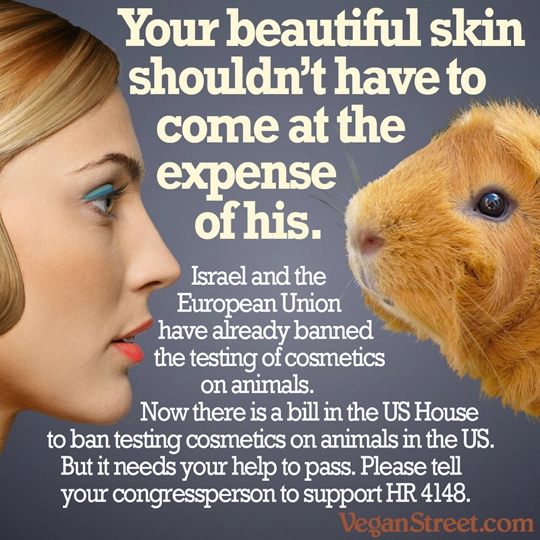 Your beautiful skin
shouldn't have to
come at the
expense
of his.
Israel and the
European Union
have already banned
the testing of cosmetics
on animals.
Now there is a bill in the US House
to ban testing cosmetics on animals in the US.
But it needs your help to pass. Please tell
your congressperson to support HR 4148.
VeganStreet.com